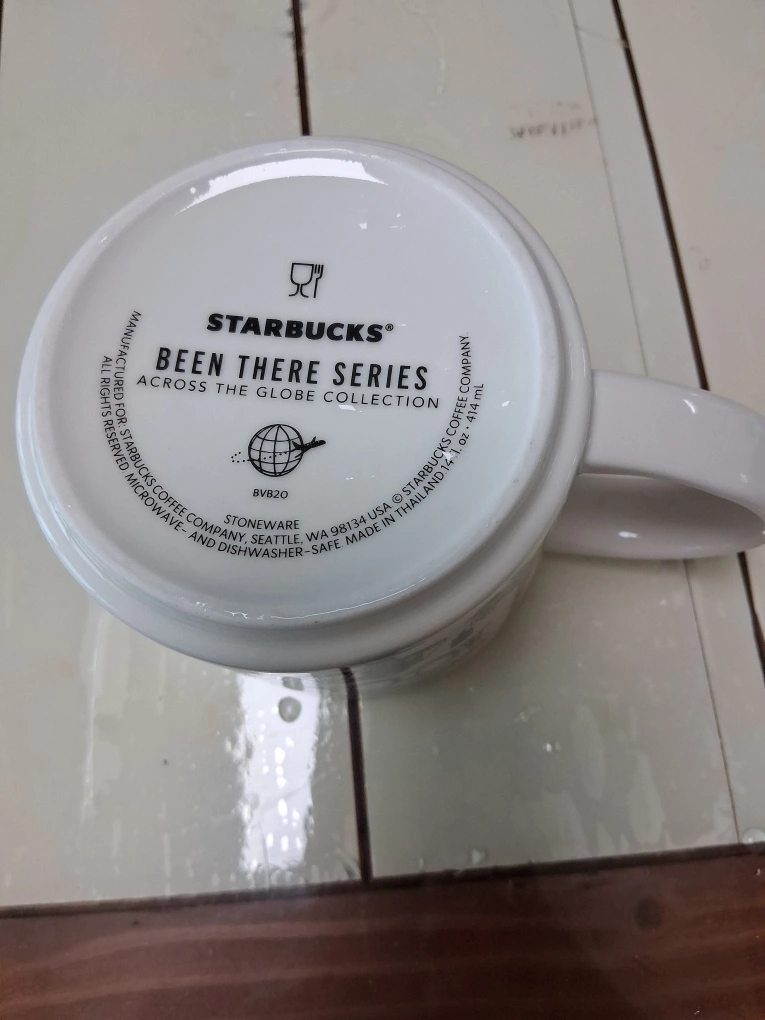 STARBUCKS®
BEEN THERE SERIES
ACROSS THE GLOBE COLLECTION
BVB20
STONEWARE
MANUFACTURED FOR: STARBUCKS COFFEE COMPANY, SEATTLE, WA 98134 USA © STARBUCKS COFFEE COMPANY.
ALL RIGHTS RESERVED MICROWAVE- AND DISHWASHER-SAFE. MADE IN THAILAND 14 oz • 414 mL